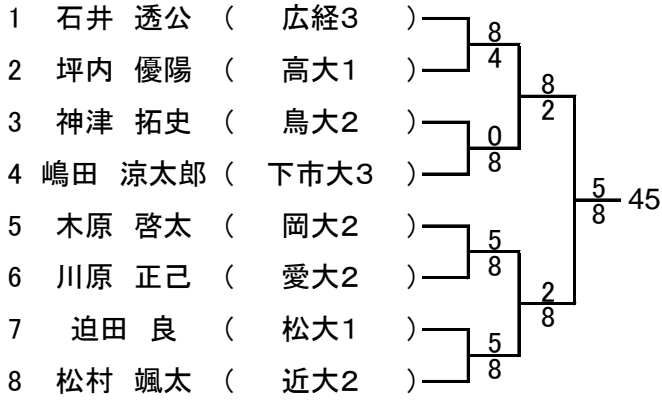 1 石井 透公 ( 広経3 )
8
4
2 坪内 優陽 ( 高大1 )
8
2
3 神津 拓史 ( 鳥大2 )
0
8
4 嶋田 涼太郎 ( 下市大3 )
5
8
45
5 木原 啓太 ( 岡大2 )
5
8
6 川原 正己 ( 愛大2 )
2
8
7 迫田 良 ( 松大1 )
5
8
8 松村 颯太 ( 近大2 )